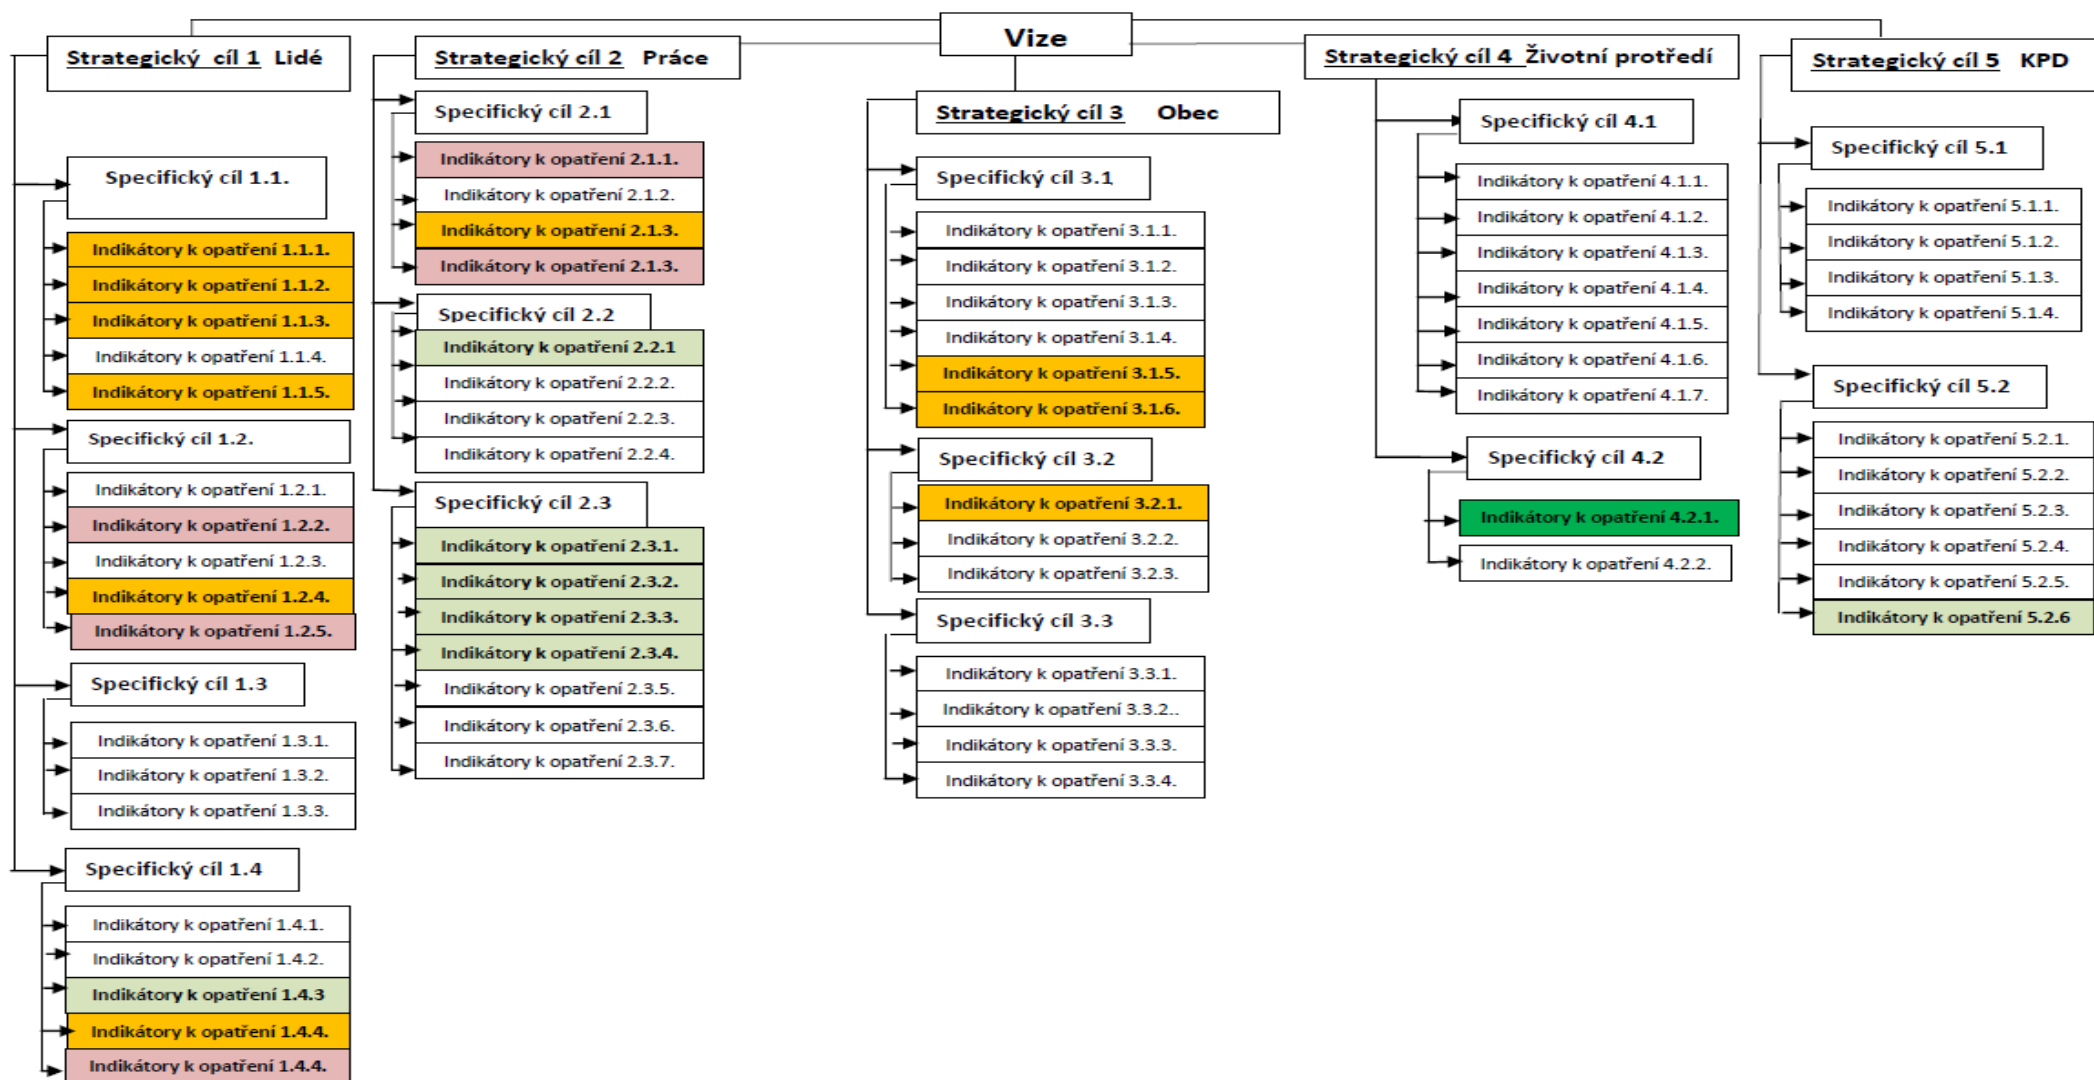 Vize
Strategický cíl 1 Lidé
Specifický cíl 1.1.
Indikátory k opatření 1.1.1.
Indikátory k opatření 1.1.2.
Indikátory k opatření 1.1.3.
Indikátory k opatření 1.1.4.
Indikátory k opatření 1.1.5.
Specifický cíl 1.2.
Indikátory k opatření 1.2.1.
Indikátory k opatření 1.2.2.
Indikátory k opatření 1.2.3.
Indikátory k opatření 1.2.4.
Indikátory k opatření 1.2.5.
Specifický cíl 1.3
Indikátory k opatření 1.3.1.
Indikátory k opatření 1.3.2.
Indikátory k opatření 1.3.3.
Specifický cíl 1.4
Indikátory k opatření 1.4.1.
Indikátory k opatření 1.4.2.
Indikátory k opatření 1.4.3
Indikátory k opatření 1.4.4.
Indikátory k opatření 1.4.4.
Strategický cíl 2 Práce
Specifický cíl 2.1
Indikátory k opatření 2.1.1.
Indikátory k opatření 2.1.2.
Indikátory k opatření 2.1.3.
Indikátory k opatření 2.1.3.
Specifický cíl 2.2
Indikátory k opatření 2.2.1
Indikátory k opatření 2.2.2.
Indikátory k opatření 2.2.3.
Indikátory k opatření 2.2.4.
Specifický cíl 2.3
Indikátory k opatření 2.3.1.
Indikátory k opatření 2.3.2.
Indikátory k opatření 2.3.3.
Indikátory k opatření 2.3.4.
Indikátory k opatření 2.3.5.
Indikátory k opatření 2.3.6.
Indikátory k opatření 2.3.7.
Strategický cíl 3 Obec
Specifický cíl 3.1
Indikátory k opatření 3.1.1.
Indikátory k opatření 3.1.2.
Indikátory k opatření 3.1.3.
Indikátory k opatření 3.1.4.
Indikátory k opatření 3.1.5.
Indikátory k opatření 3.1.6.
Specifický cíl 3.2
Indikátory k opatření 3.2.1.
Indikátory k opatření 3.2.2.
Indikátory k opatření 3.2.3.
Specifický cíl 3.3
Indikátory k opatření 3.3.1.
Indikátory k opatření 3.3.2..
Indikátory k opatření 3.3.3.
Indikátory k opatření 3.3.4.
Strategický cíl 4 Životní protředí
Specifický cíl 4.1
Indikátory k opatření 4.1.1.
Indikátory k opatření 4.1.2.
Indikátory k opatření 4.1.3.
Indikátory k opatření 4.1.4.
Indikátory k opatření 4.1.5.
Indikátory k opatření 4.1.6.
Indikátory k opatření 4.1.7.
Specifický cíl 4.2
Indikátory k opatření 4.2.1.
Indikátory k opatření 4.2.2.
Strategický cíl 5 KPD
Specifický cíl 5.1
Indikátory k opatření 5.1.1.
Indikátory k opatření 5.1.2.
Indikátory k opatření 5.1.3.
Indikátory k opatření 5.1.4.
Specifický cíl 5.2
Indikátory k opatření 5.2.1.
Indikátory k opatření 5.2.2.
Indikátory k opatření 5.2.3.
Indikátory k opatření 5.2.4.
Indikátory k opatření 5.2.5.
Indikátory k opatření 5.2.6